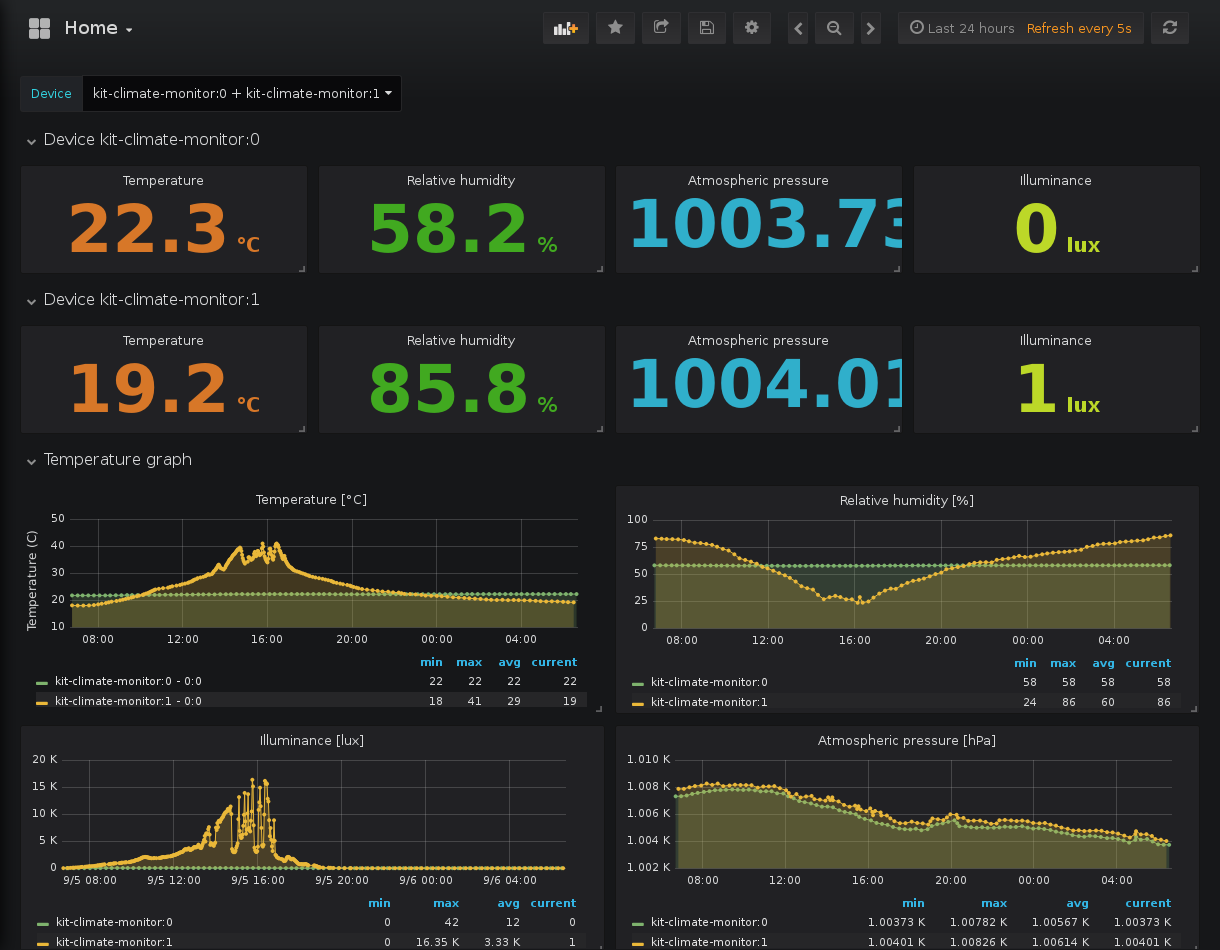 Home
Last 24 hours Refresh every 5s
Device kit-climate-monitor:0 + kit-climate-monitor:1
Device kit-climate-monitor:0
Temperature Relative humidity Atmospheric pressure Illuminance
22.3 °C 58.2 % 1003.73 0 lux
Device kit-climate-monitor:1
Temperature Relative humidity Atmospheric pressure Illuminance
19.2 °C 85.8 % 1004.01 1 lux
Temperature graph
Temperature [°C]
Temperature (C)
50
40
30
20
10
08:00 12:00 16:00 20:00 00:00 04:00
min max avg current
kit-climate-monitor:0 - 0:0 22 22 22 22
kit-climate-monitor:1 - 0:0 18 41 29 19
Relative humidity [%]
100
75
50
25
0
08:00 12:00 16:00 20:00 00:00 04:00
min max avg current
kit-climate-monitor:0 58 58 58 58
kit-climate-monitor:1 24 86 60 86
Illuminance [lux]
20 K
15 K
10 K
5 K
0
9/5 08:00 9/5 12:00 9/5 16:00 9/5 20:00 9/6 00:00 9/6 04:00
min max avg current
kit-climate-monitor:0 0 42 12 0
kit-climate-monitor:1 0 16.35 K 3.33 K 1
Atmospheric pressure [hPa]
1.010 K
1.008 K
1.006 K
1.004 K
1.002 K
08:00 12:00 16:00 20:00 00:00 04:00
min max avg current
kit-climate-monitor:0 1.00373 K 1.00782 K 1.00567 K 1.00373 K
kit-climate-monitor:1 1.00401 K 1.00826 K 1.00614 K 1.00401 K